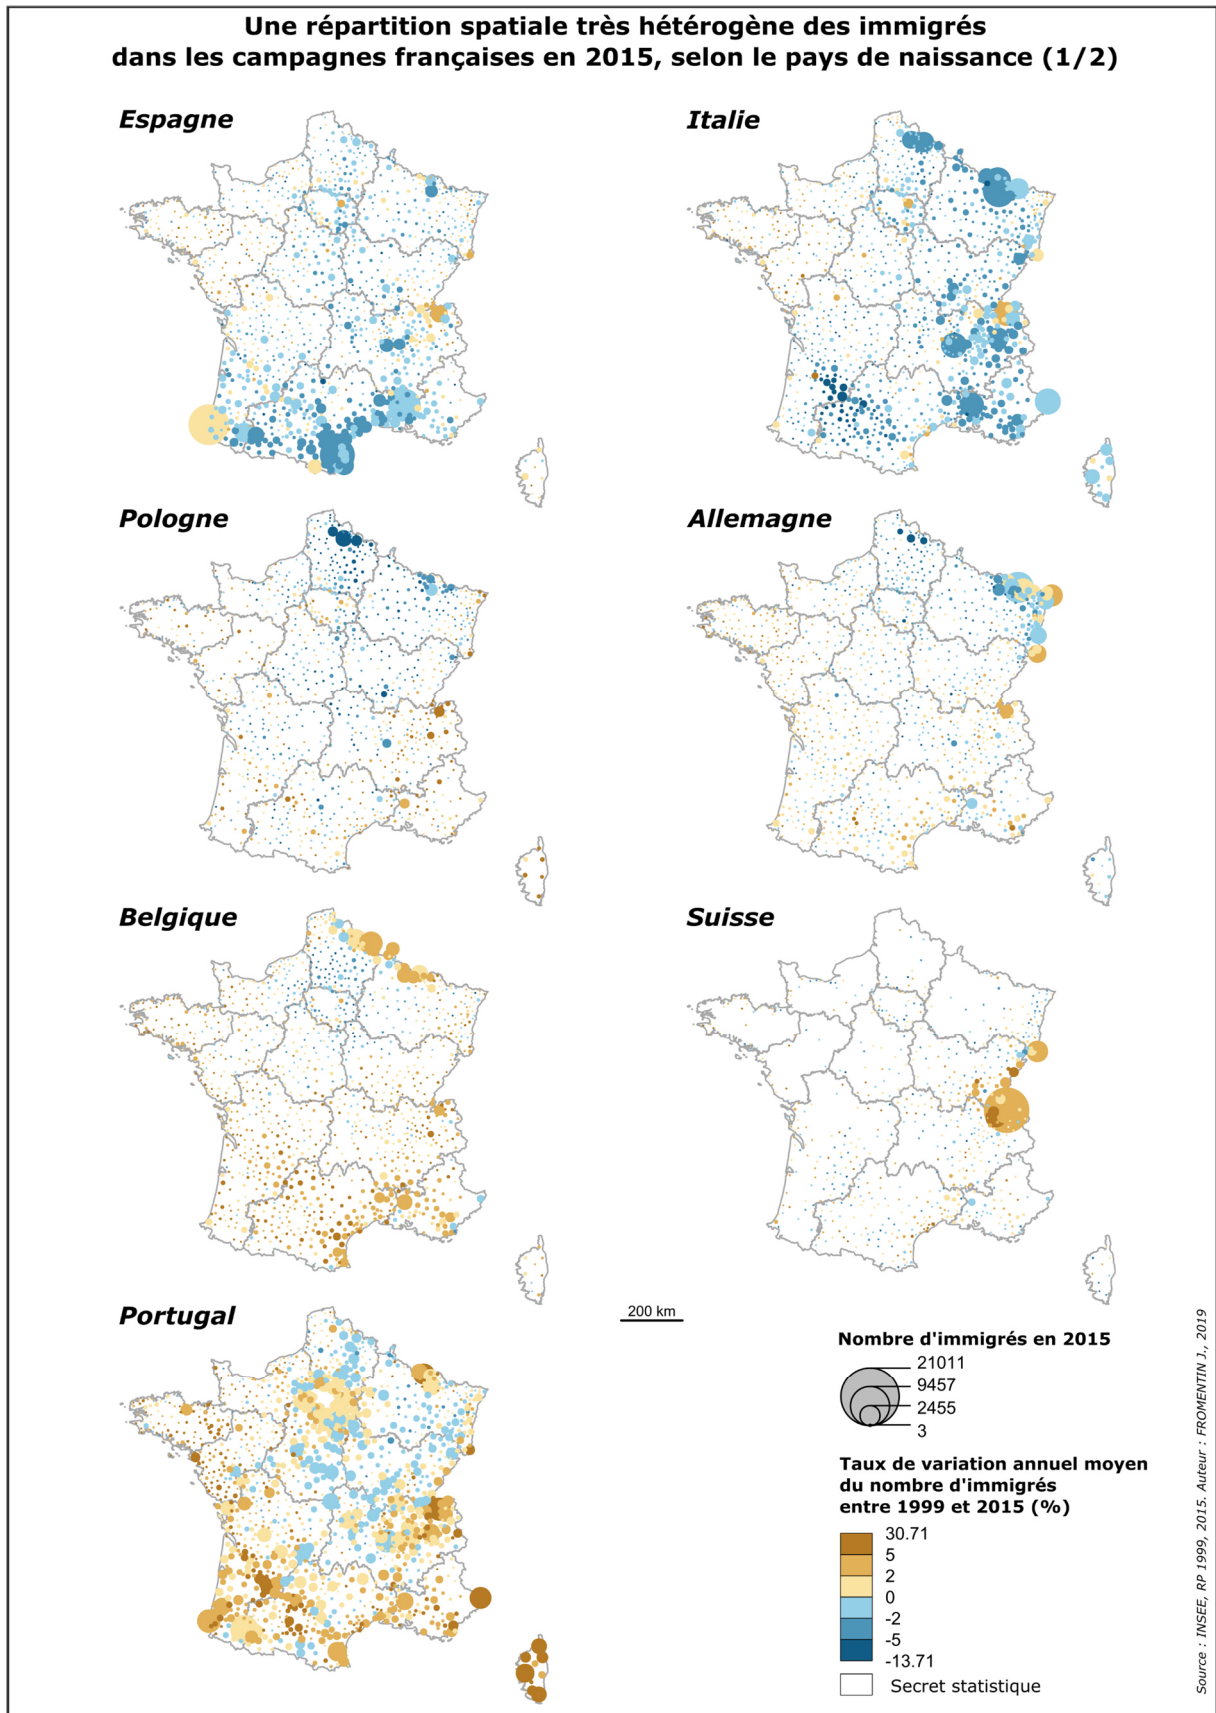 Une répartition spatiale très hétérogène des immigrés
dans les campagnes françaises en 2015, selon le pays de naissance (1/2)
Espagne
Italie
Pologne
Allemagne
Belgique
Suisse
Portugal
200 km
Nombre d'immigrés en 2015
21011
9457
2455
3
Taux de variation annuel moyen
du nombre d'immigrés
entre 1999 et 2015 (%)
30.71
5
2
0
-2
-5
-13.71
Secret statistique
Source : INSEE, RP 1999, 2015. Auteur : FROMENTIN J., 2019